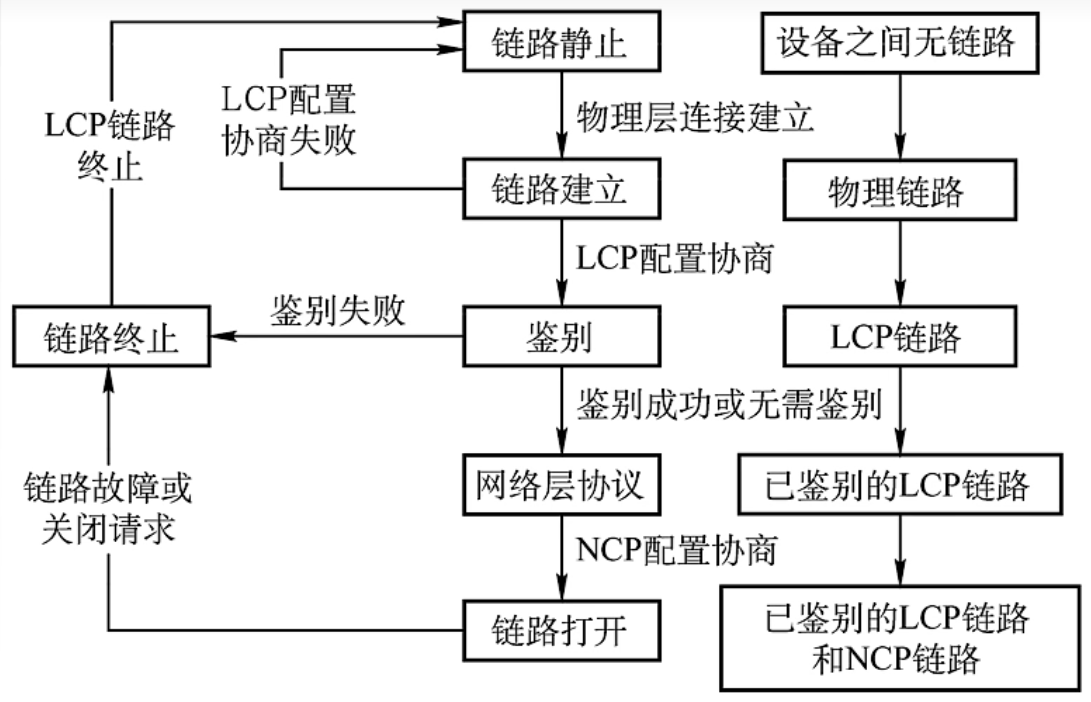 链路静止
设备之间无链路
LCP配置
协商失败
LCP链路
终止
物理层连接建立
链路建立
物理链路
LCP配置协商
鉴别失败
链路终止
鉴别
LCP链路
鉴别成功或无需鉴别
网络层协议
已鉴别的LCP链路
链路故障或
关闭请求
NCP配置协商
链路打开
已鉴别的LCP链路
和NCP链路